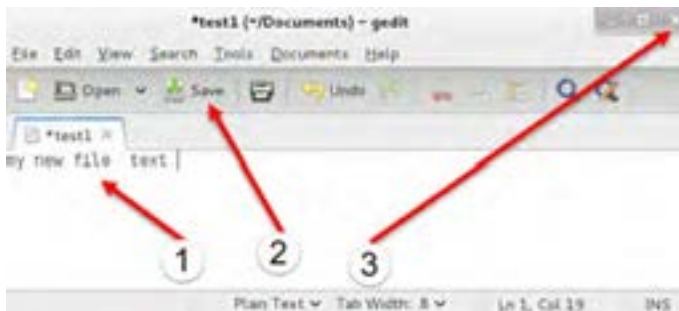 *test1 (~/Documents) - gedit
File Edit View Search Tools Documents Help
Open Save Undo
*test1
my new file text
1 2 3
Plain Text Tab Width: 8 Ln 1, Col 19 INS